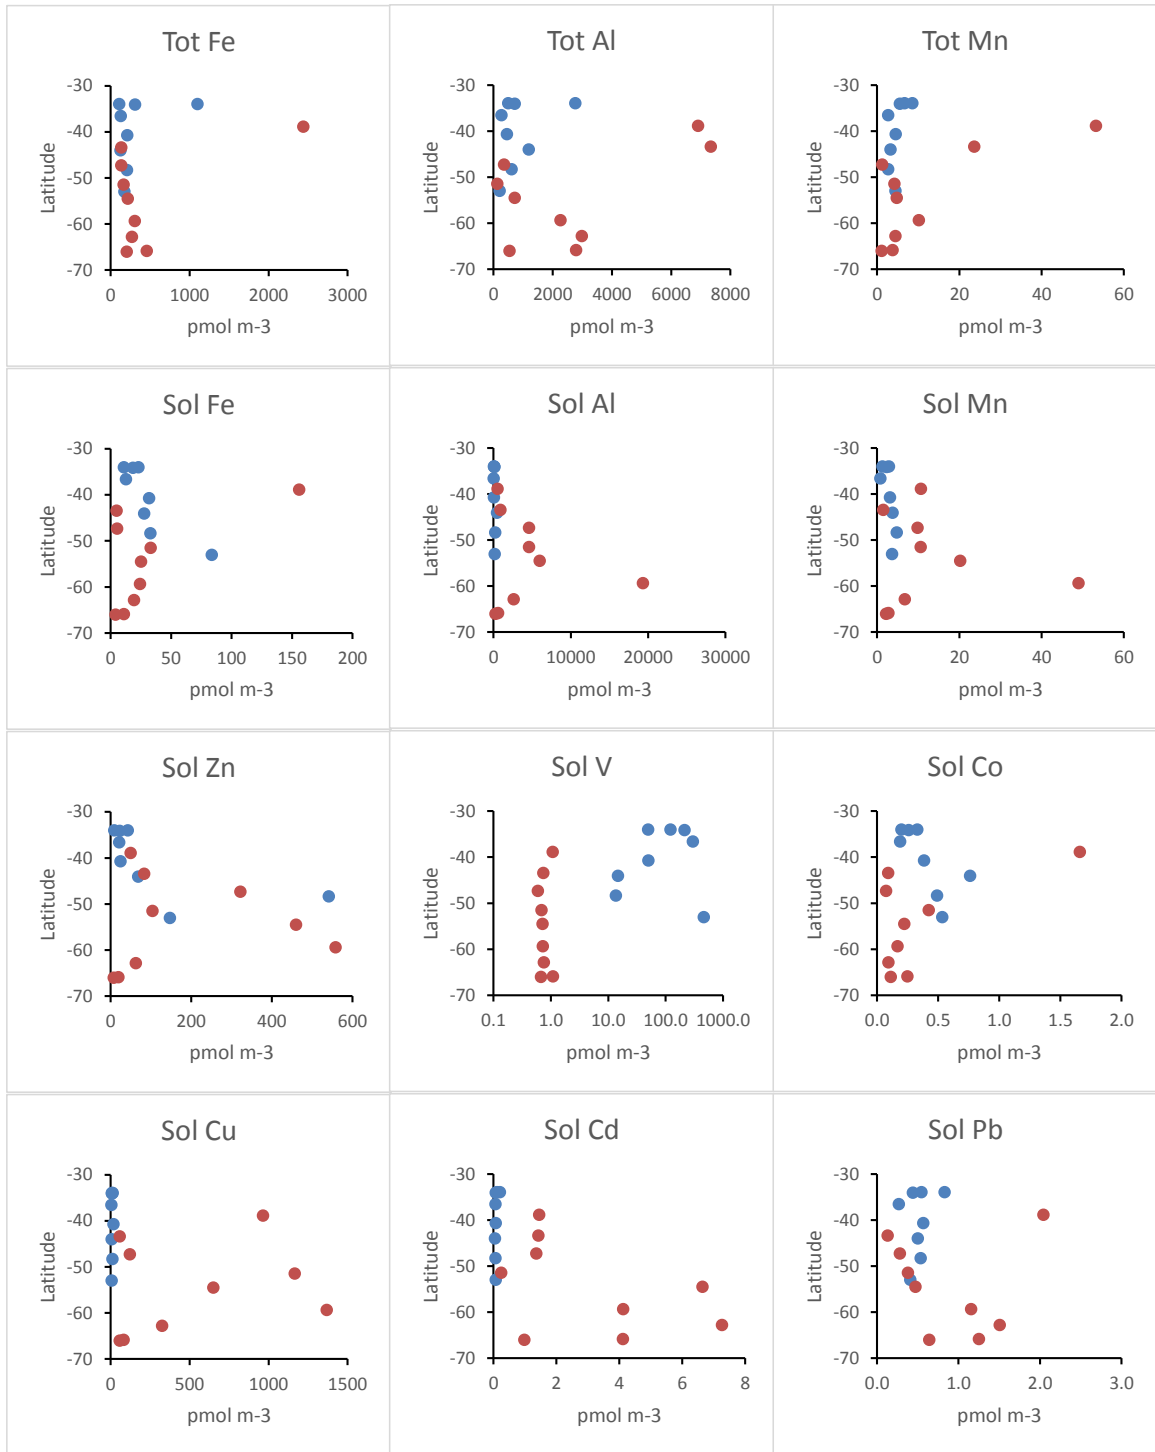 Tot Fe
-30
-40
-50
-60
-70
Latitude
0 1000 2000 3000
pmol m-3
Tot Al
-30
-40
-50
-60
-70
Latitude
0 2000 4000 6000 8000
pmol m-3
Tot Mn
-30
-40
-50
-60
-70
Latitude
0 20 40 60
pmol m-3
Sol Fe
-30
-40
-50
-60
-70
Latitude
0 50 100 150 200
pmol m-3
Sol Al
-30
-40
-50
-60
-70
Latitude
0 10000 20000 30000
pmol m-3
Sol Mn
-30
-40
-50
-60
-70
Latitude
0 20 40 60
pmol m-3
Sol Zn
-30
-40
-50
-60
-70
Latitude
0 200 400 600
pmol m-3
Sol V
-30
-40
-50
-60
-70
Latitude
0.1 1.0 10.0 100.0 1000.0
pmol m-3
Sol Co
-30
-40
-50
-60
-70
Latitude
0.0 0.5 1.0 1.5 2.0
pmol m-3
Sol Cu
-30
-40
-50
-60
-70
Latitude
0 500 1000 1500
pmol m-3
Sol Cd
-30
-40
-50
-60
-70
Latitude
0 2 4 6 8
pmol m-3
Sol Pb
-30
-40
-50
-60
-70
Latitude
0.0 1.0 2.0 3.0
pmol m-3